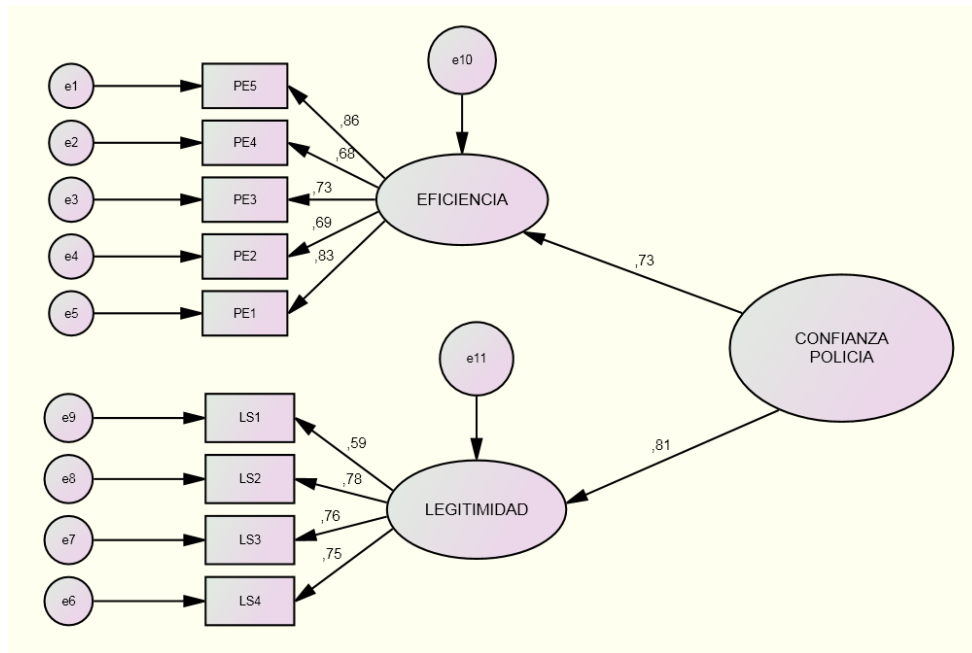 e10
e1
PE5
,86
e2
PE4
,68
e3
PE3
,73
EFICIENCIA
e4
PE2
,69
e5
PE1
,83
,73
CONFIANZA
POLICIA
e11
e9
LS1
,59
,81
e8
LS2
,78
LEGITIMIDAD
e7
LS3
,76
e6
LS4
,75